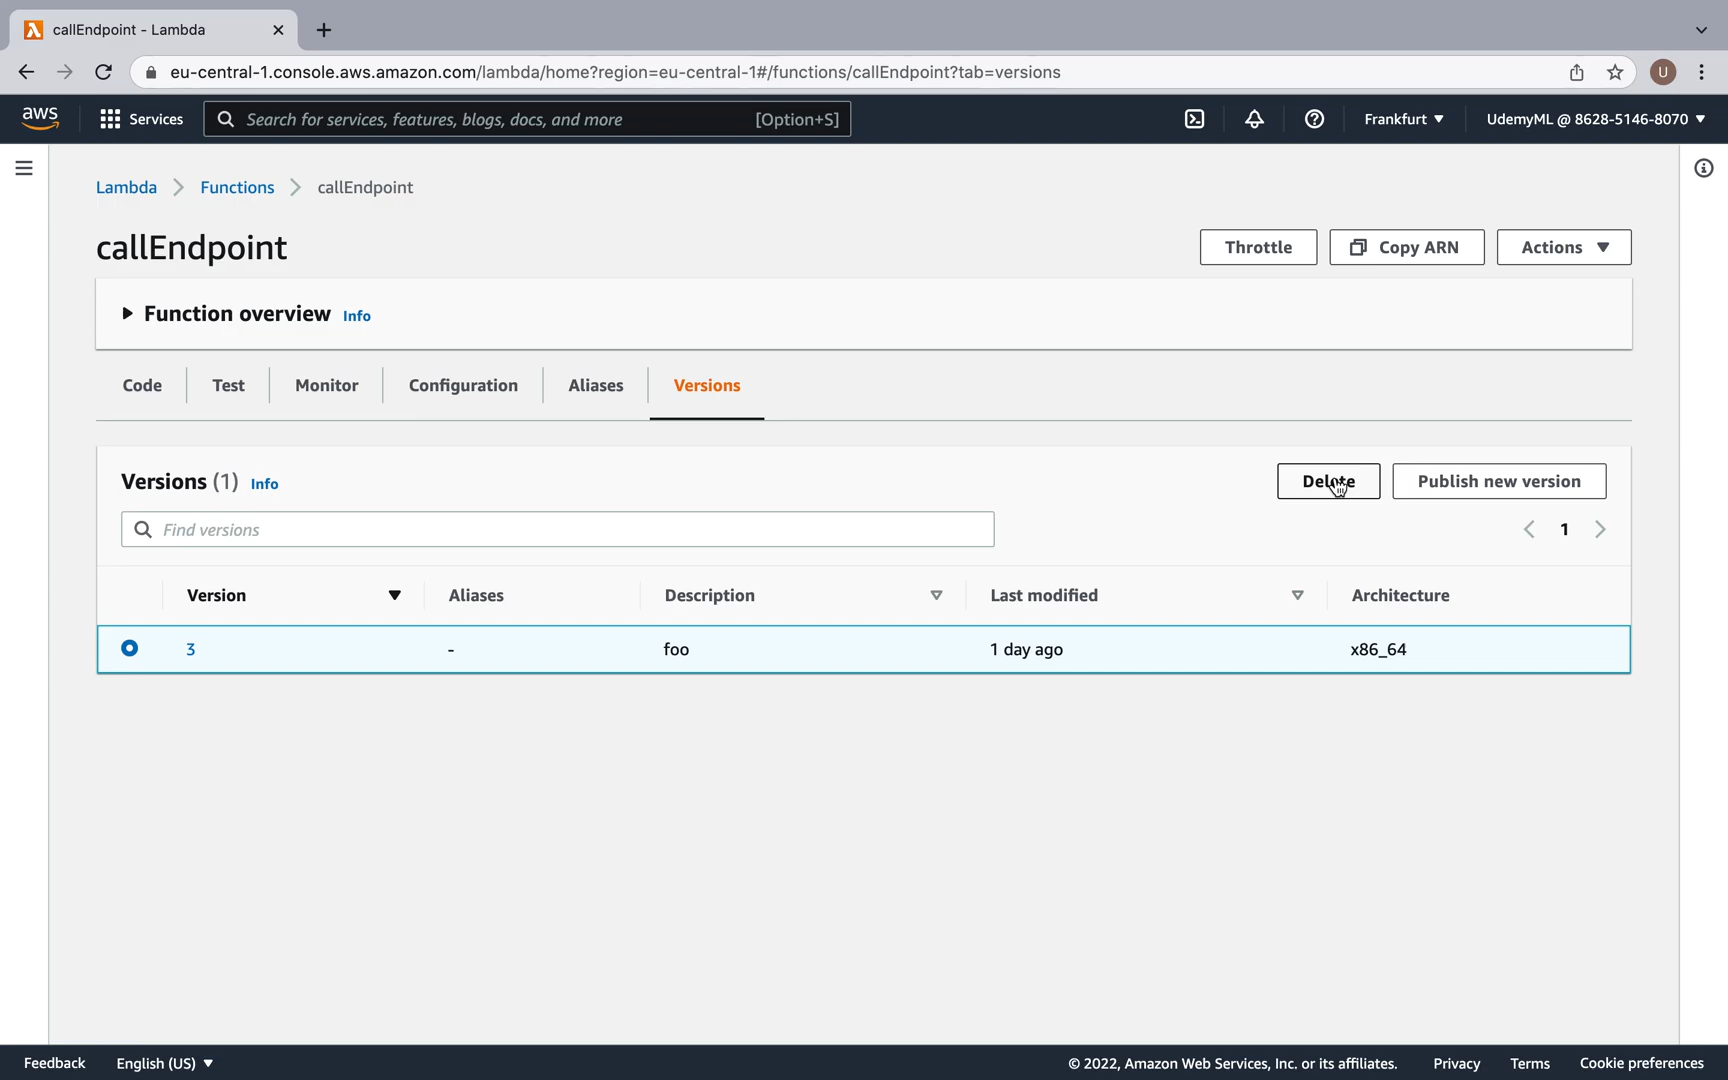 callEndpoint - Lambda
eu-central-1.console.aws.amazon.com/lambda/home?region=eu-central-1#/functions/callEndpoint?tab=versions
U
aws
Services
Search for services, features, blogs, docs, and more [Option+S]
Frankfurt
UdemyML @ 8628-5146-8070
Lambda
Functions
callEndpoint
callEndpoint
Throttle
Copy ARN
Actions
Function overview Info
Code
Test
Monitor
Configuration
Aliases
Versions
Versions (1) Info
Delete
Publish new version
Find versions
1
Version Aliases Description Last modified Architecture
3 - foo 1 day ago x86_64
Feedback English (US) © 2022, Amazon Web Services, Inc. or its affiliates. Privacy Terms Cookie preferences